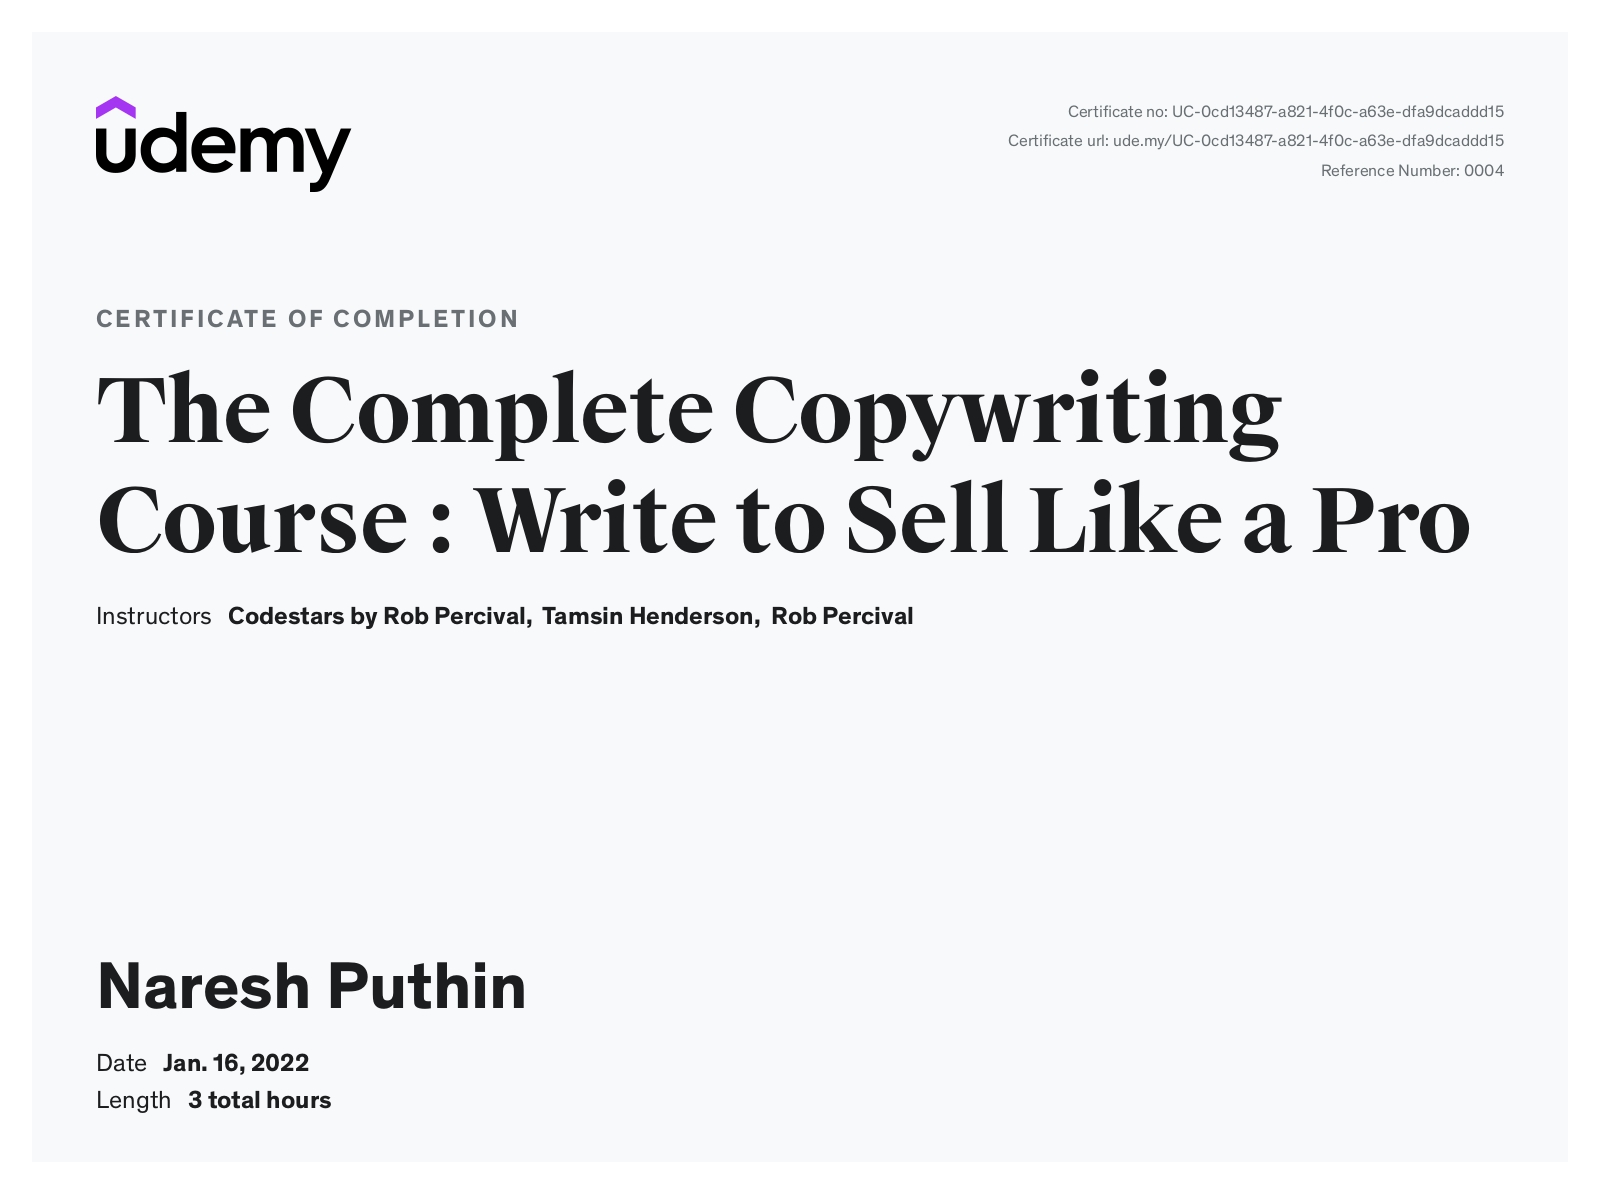 udemy
Certificate no: UC-0cd13487-a821-4f0c-a63e-dfa9dcaddd15
Certificate url: ude.my/UC-0cd13487-a821-4f0c-a63e-dfa9dcaddd15
Reference Number: 0004
CERTIFICATE OF COMPLETION
The Complete Copywriting
Course : Write to Sell Like a Pro
Instructors Codestars by Rob Percival, Tamsin Henderson, Rob Percival
Naresh Puthin
Date Jan. 16, 2022
Length 3 total hours